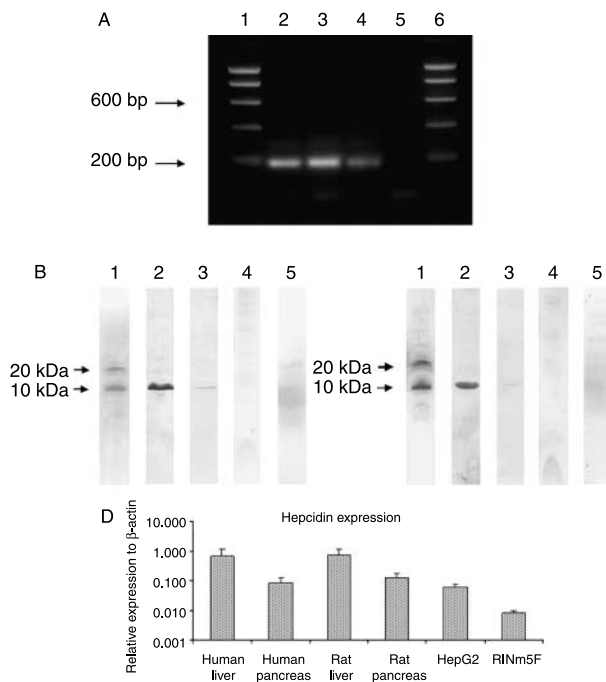 A
1 2 3 4 5 6
600 bp
200 bp
B
1 2 3 4 5
20 kDa
10 kDa
1 2 3 4 5
20 kDa
10 kDa
D
Hepcidin expression
Relative expression to β-actin
10.000
1.000
0.100
0.010
0.001
Human
liver
Human
pancreas
Rat
liver
Rat
pancreas
HepG2
RINm5F